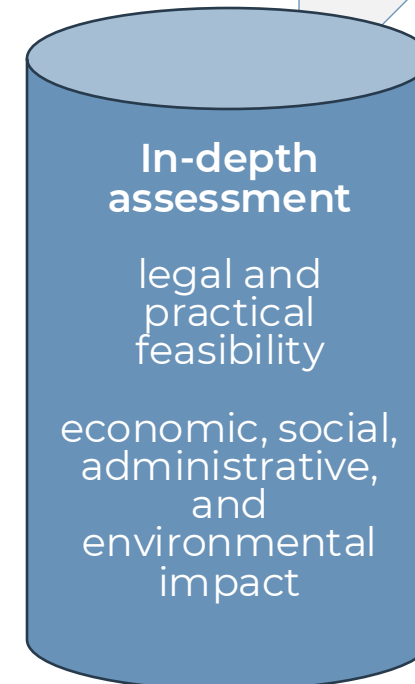 In-depth
assessment
legal and
practical
feasibility
economic, social,
administrative,
and
environmental
impact